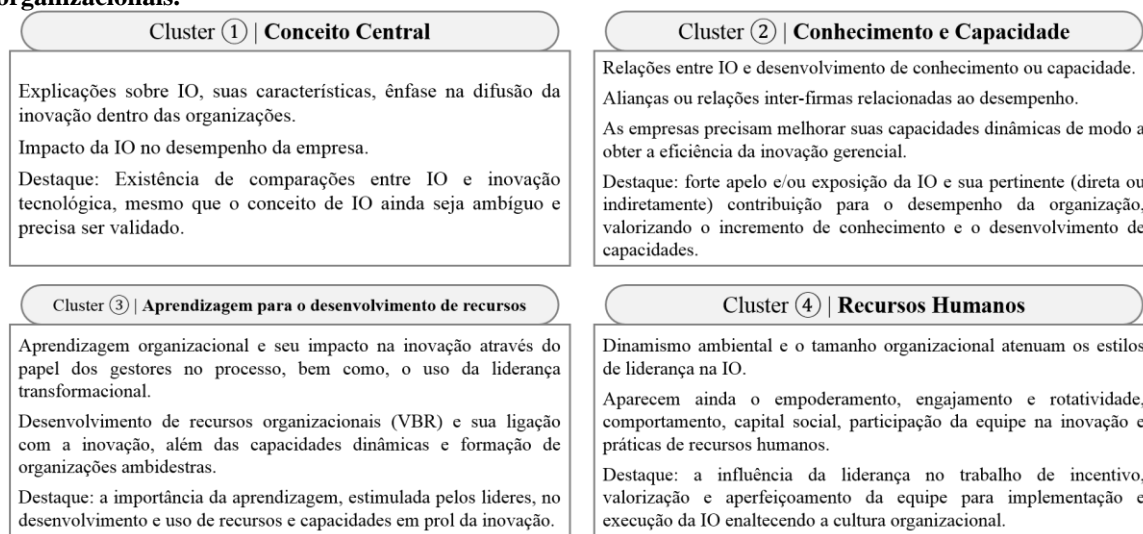 organizacionais.
Cluster ① | Conceito Central
Explicações sobre IO, suas características, ênfase na difusão da
inovação dentro das organizações.
Impacto da IO no desempenho da empresa.
Destaque: Existência de comparações entre IO e inovação
tecnológica, mesmo que o conceito de IO ainda seja ambíguo e
precisa ser validado.
Cluster ② | Conhecimento e Capacidade
Relações entre IO e desenvolvimento de conhecimento ou capacidade.
Alianças ou relações inter-firmas relacionadas ao desempenho.
As empresas precisam melhorar suas capacidades dinâmicas de modo a
obter a eficiência da inovação gerencial.
Destaque: forte apelo e/ou exposição da IO e sua pertinente (direta ou
indiretamente) contribuição para o desempenho da organização,
valorizando o incremento de conhecimento e o desenvolvimento de
capacidades.
Cluster ③ | Aprendizagem para o desenvolvimento de recursos
Aprendizagem organizacional e seu impacto na inovação através do
papel dos gestores no processo, bem como, o uso da liderança
transformacional.
Desenvolvimento de recursos organizacionais (VBR) e sua ligação
com a inovação, além das capacidades dinâmicas e formação de
organizações ambidestras.
Destaque: a importância da aprendizagem, estimulada pelos lideres, no
desenvolvimento e uso de recursos e capacidades em prol da inovação.
Cluster ④ | Recursos Humanos
Dinamismo ambiental e o tamanho organizacional atenuam os estilos
de liderança na IO.
Aparecem ainda o empoderamento, engajamento e rotatividade,
comportamento, capital social, participação da equipe na inovação e
práticas de recursos humanos.
Destaque: a influência da liderança no trabalho de incentivo,
valorização e aperfeiçoamento da equipe para implementação e
execução da IO enaltecendo a cultura organizacional.